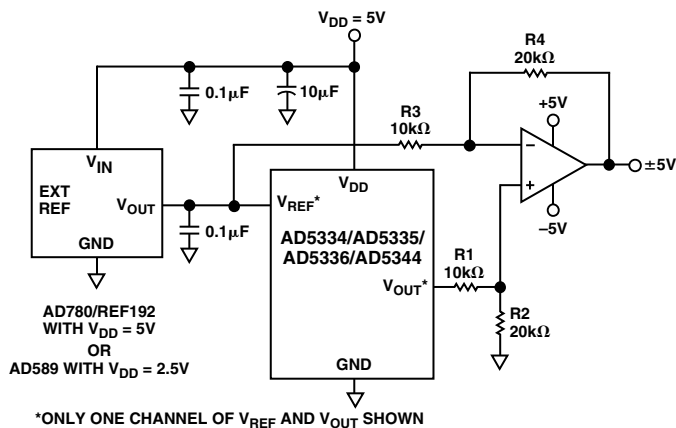 V_DD = 5V
R4
20kΩ
0.1μF
10μF
R3
10kΩ
+5V
V_IN
EXT
REF
V_OUT
GND
V_REF*
V_DD
−
+
±5V
−5V
0.1μF
AD5334/AD5335/
AD5336/AD5344
V_OUT*
R1
10kΩ
R2
20kΩ
GND
AD780/REF192
WITH V_DD = 5V
OR
AD589 WITH V_DD = 2.5V
*ONLY ONE CHANNEL OF V_REF AND V_OUT SHOWN